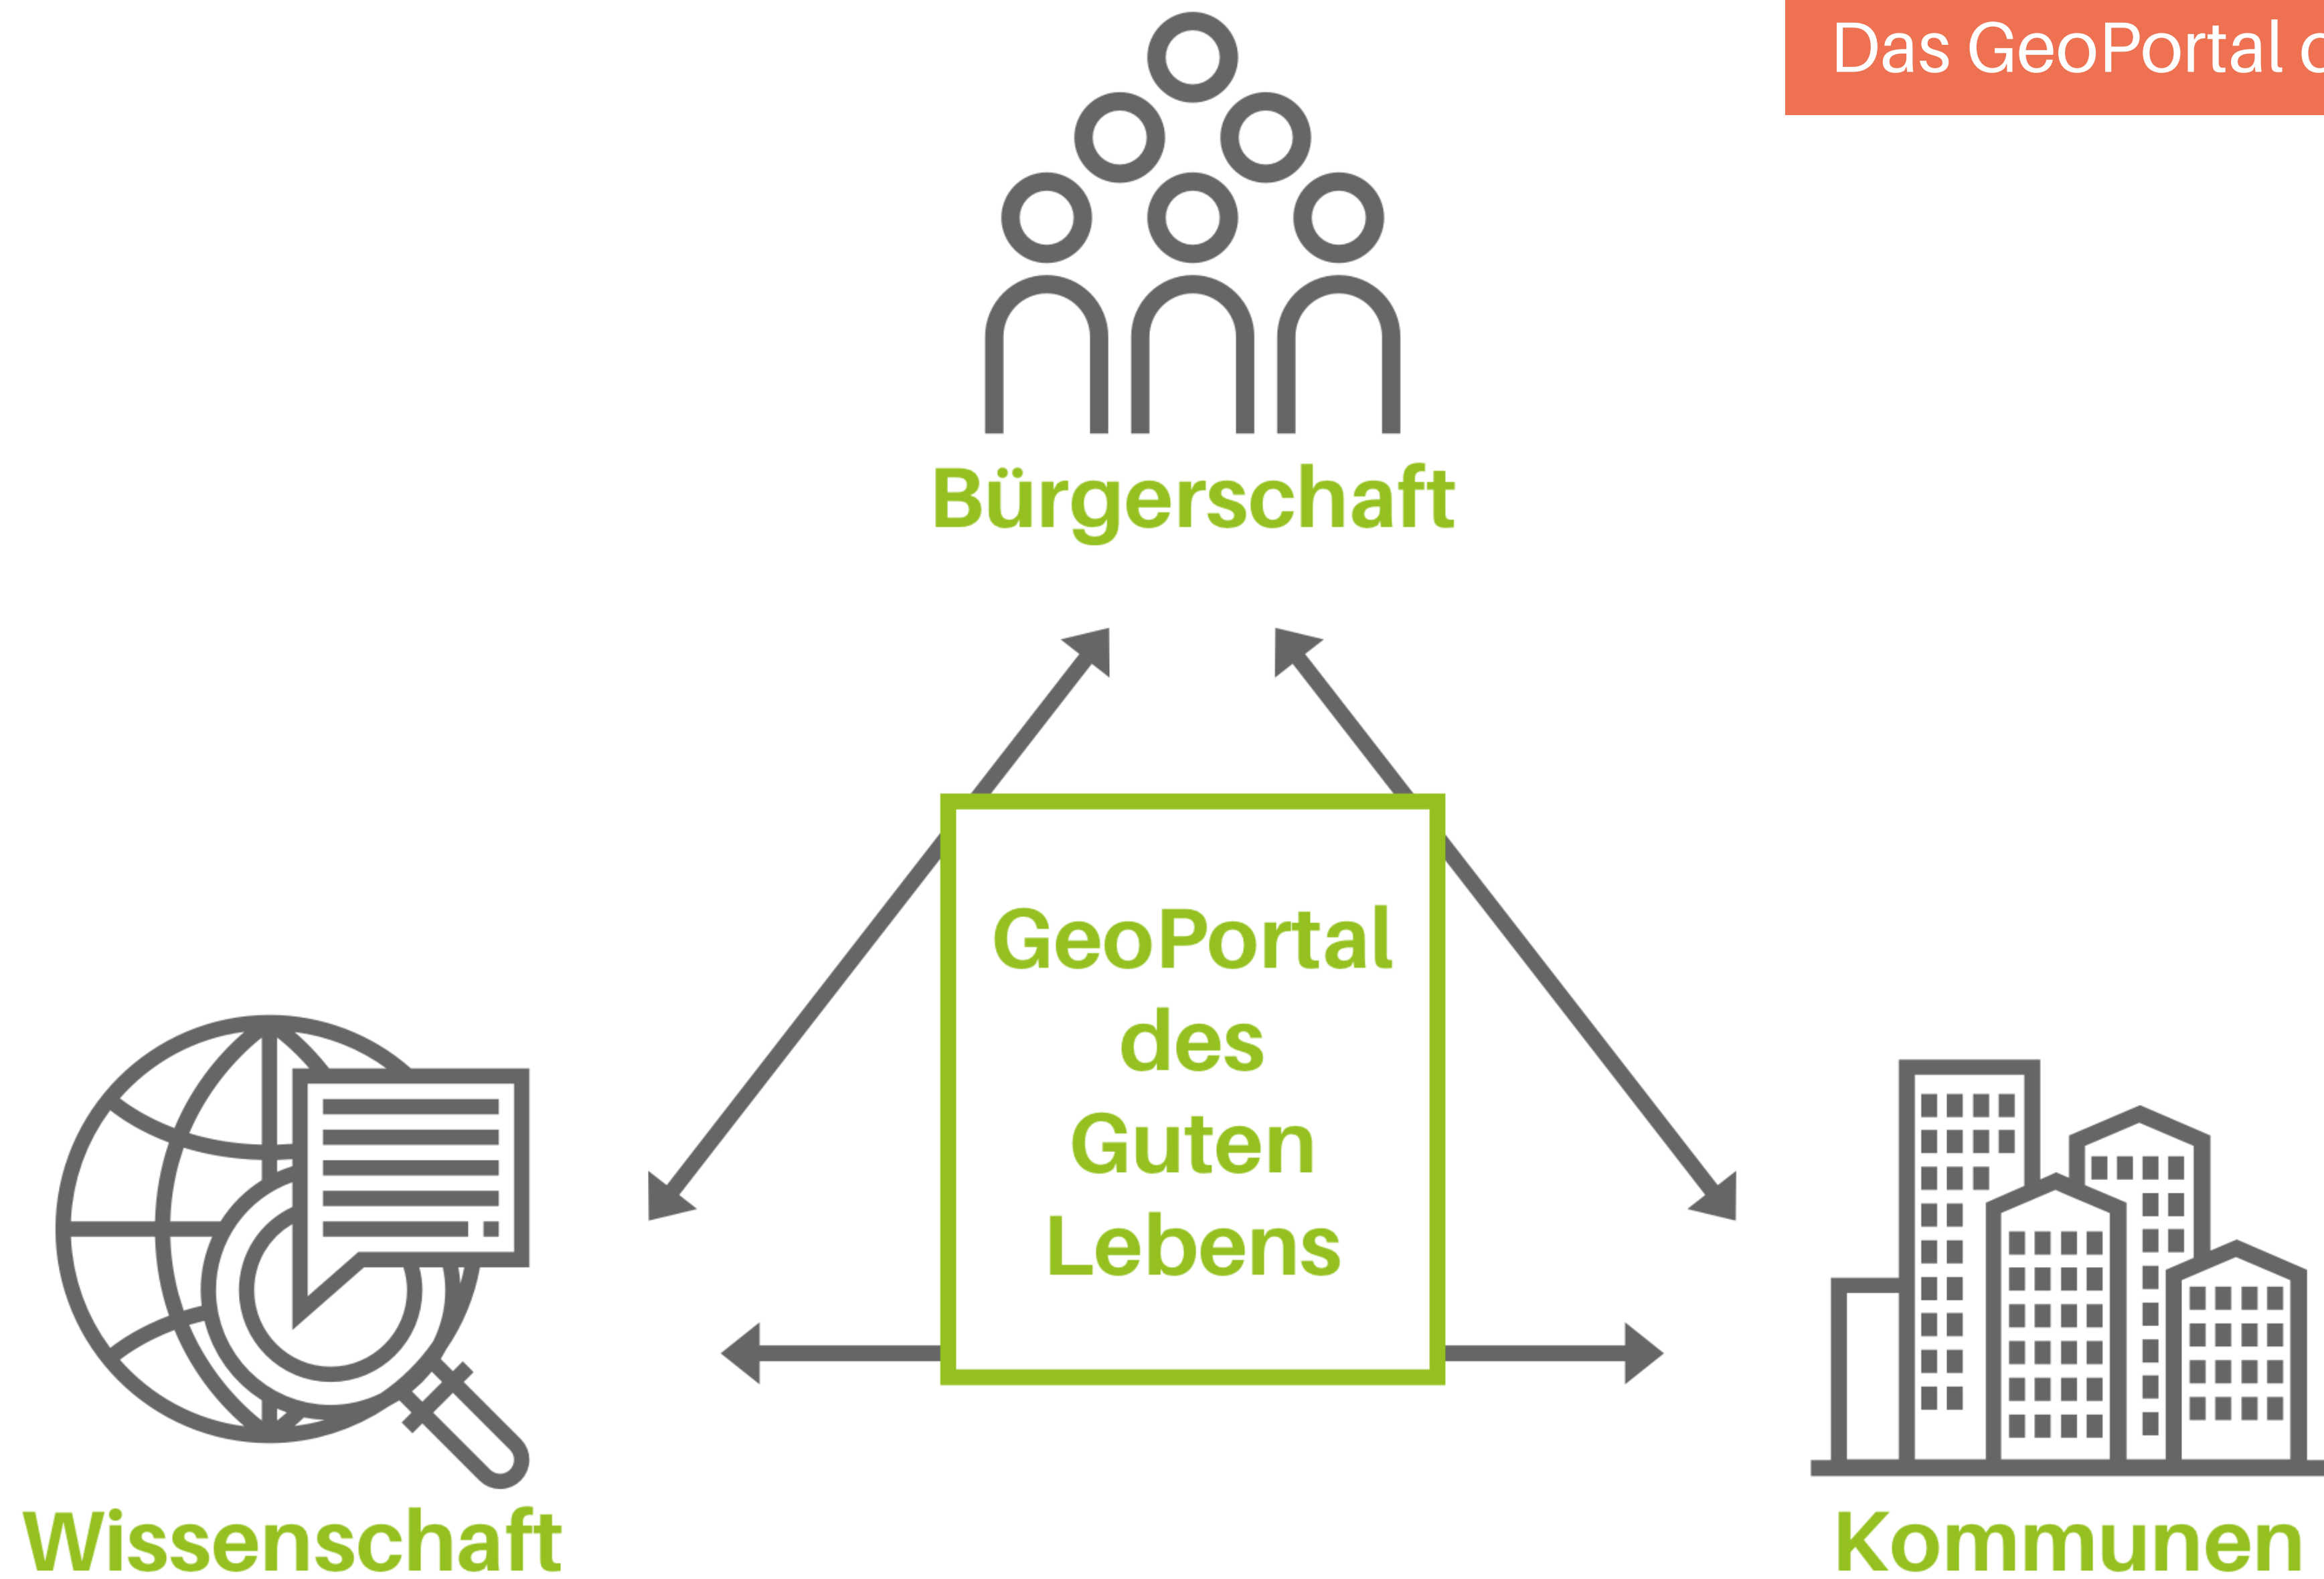 Das GeoPortal
Bürgerschaft
GeoPortal
des
Guten
Lebens
Wissenschaft
Kommunen